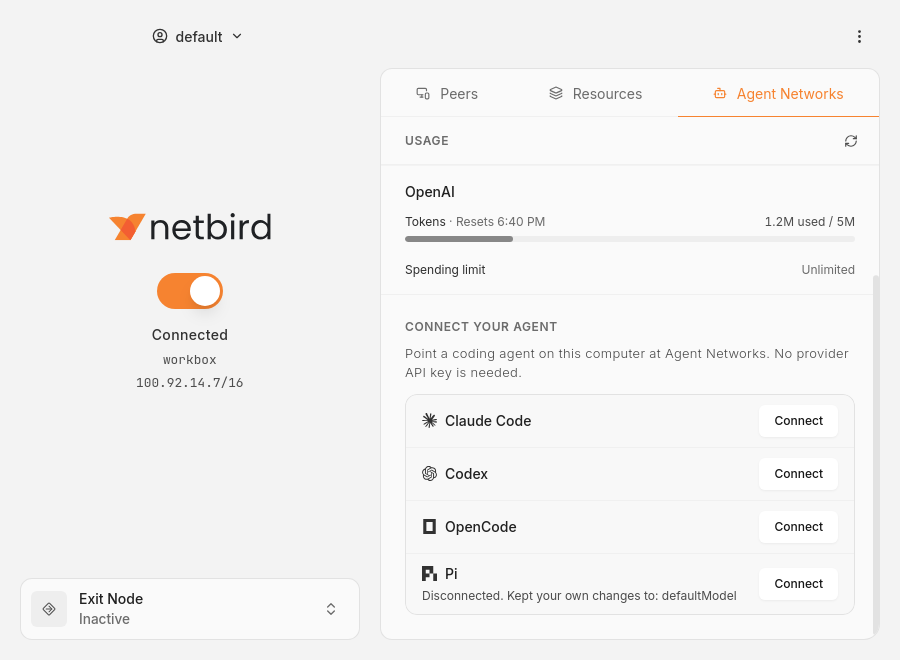 default
Peers
Resources
Agent Networks
USAGE
OpenAI
Tokens · Resets 6:40 PM
1.2M used / 5M
Spending limit
Unlimited
netbird
Connected
workbox
100.92.14.7/16
CONNECT YOUR AGENT
Point a coding agent on this computer at Agent Networks. No provider
API key is needed.
Claude Code
Connect
Codex
Connect
OpenCode
Connect
Pi
Disconnected. Kept your own changes to: defaultModel
Connect
Exit Node
Inactive